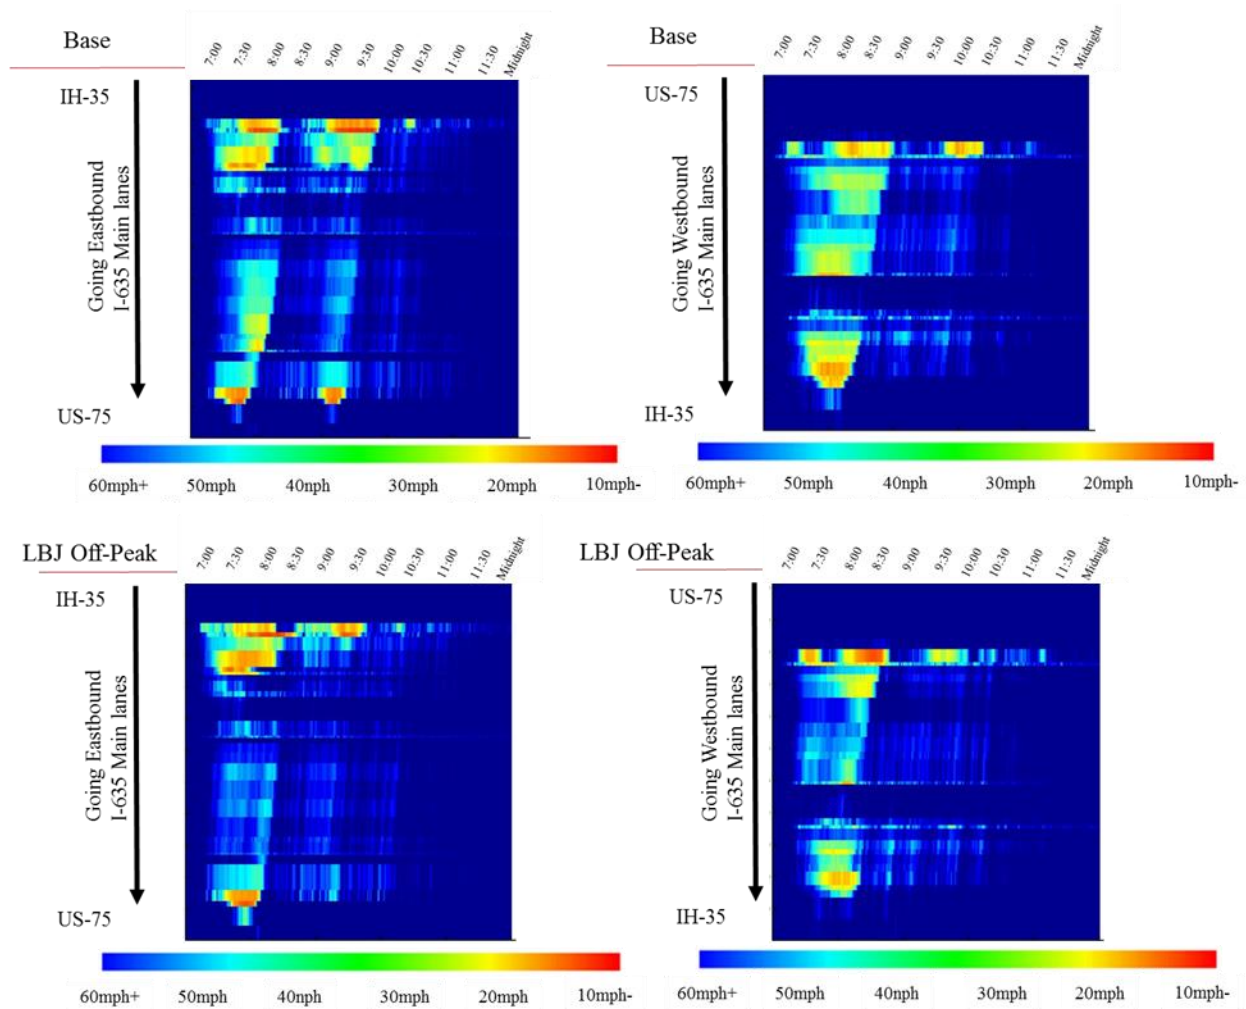 Base
7:00 7:30 8:00 8:30 9:00 9:30 10:00 10:30 11:00 11:30 Midnight
IH-35
Going Eastbound
I-635 Main lanes
US-75
60mph+ 50mph 40nph 30mph 20mph 10mph-
Base
7:00 7:30 8:00 8:30 9:00 9:30 10:00 10:30 11:00 11:30 Midnight
US-75
Going Westbound
I-635 Main lanes
IH-35
60mph+ 50mph 40nph 30mph 20mph 10mph-
LBJ Off-Peak
7:00 7:30 8:00 8:30 9:00 9:30 10:00 10:30 11:00 11:30 Midnight
IH-35
Going Eastbound
I-635 Main lanes
US-75
60mph+ 50mph 40nph 30mph 20mph 10mph-
LBJ Off-Peak
7:00 7:30 8:00 8:30 9:00 9:30 10:00 10:30 11:00 11:30 Midnight
US-75
Going Westbound
I-635 Main lanes
IH-35
60mph+ 50mph 40nph 30mph 20mph 10mph-